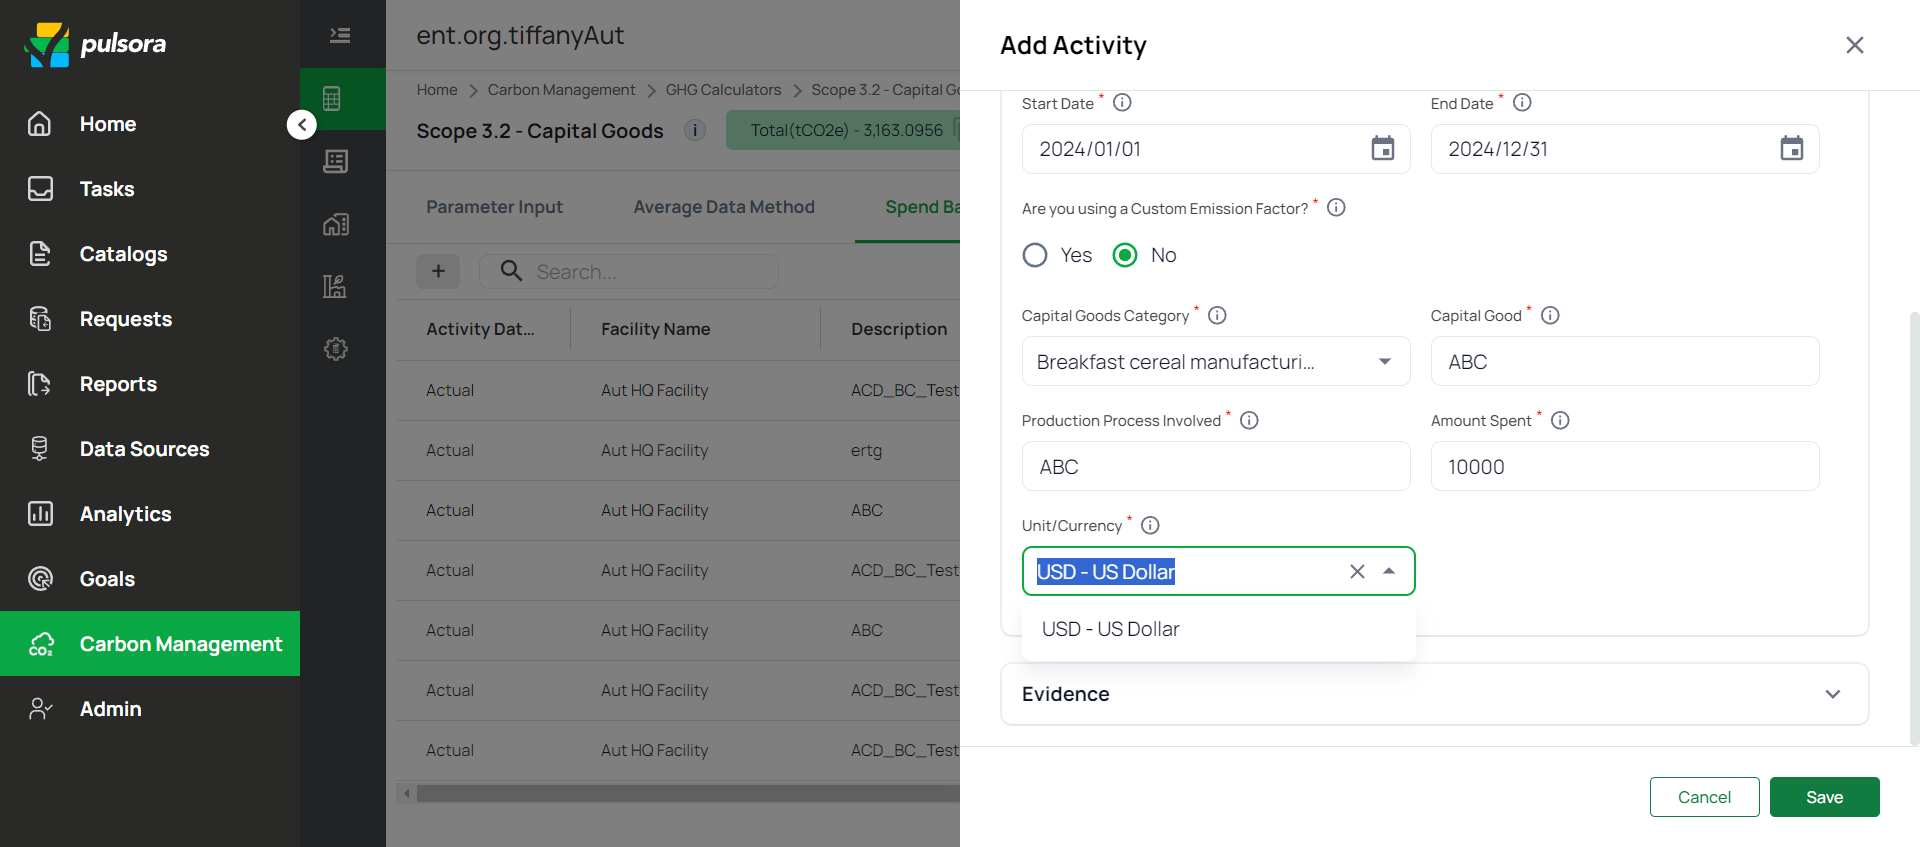 pulsora
Home
Tasks
Catalogs
Requests
Reports
Data Sources
Analytics
Goals
Carbon Management
Admin
ent.org.tiffanyAut
Home > Carbon Management > GHG Calculators > Scope 3.2 - Capital
Scope 3.2 - Capital Goods
Total(tCO2e) - 3,163.0956
Parameter Input
Average Data Method
Spend
+
Search...
Activity Dat...
Facility Name
Description
Actual Aut HQ Facility ACD_BC_Test
Actual Aut HQ Facility ertg
Actual Aut HQ Facility ABC
Actual Aut HQ Facility ACD_BC_Test
Actual Aut HQ Facility ABC
Actual Aut HQ Facility ACD_BC_Test
Actual Aut HQ Facility ACD_BC_Test
Add Activity
Start Date *
End Date *
2024/01/01
2024/12/31
Are you using a Custom Emission Factor? *
Yes
No
Capital Goods Category *
Capital Good *
Breakfast cereal manufacturi...
ABC
Production Process Involved *
Amount Spent *
ABC
10000
Unit/Currency *
USD - US Dollar
USD - US Dollar
Evidence
Cancel
Save